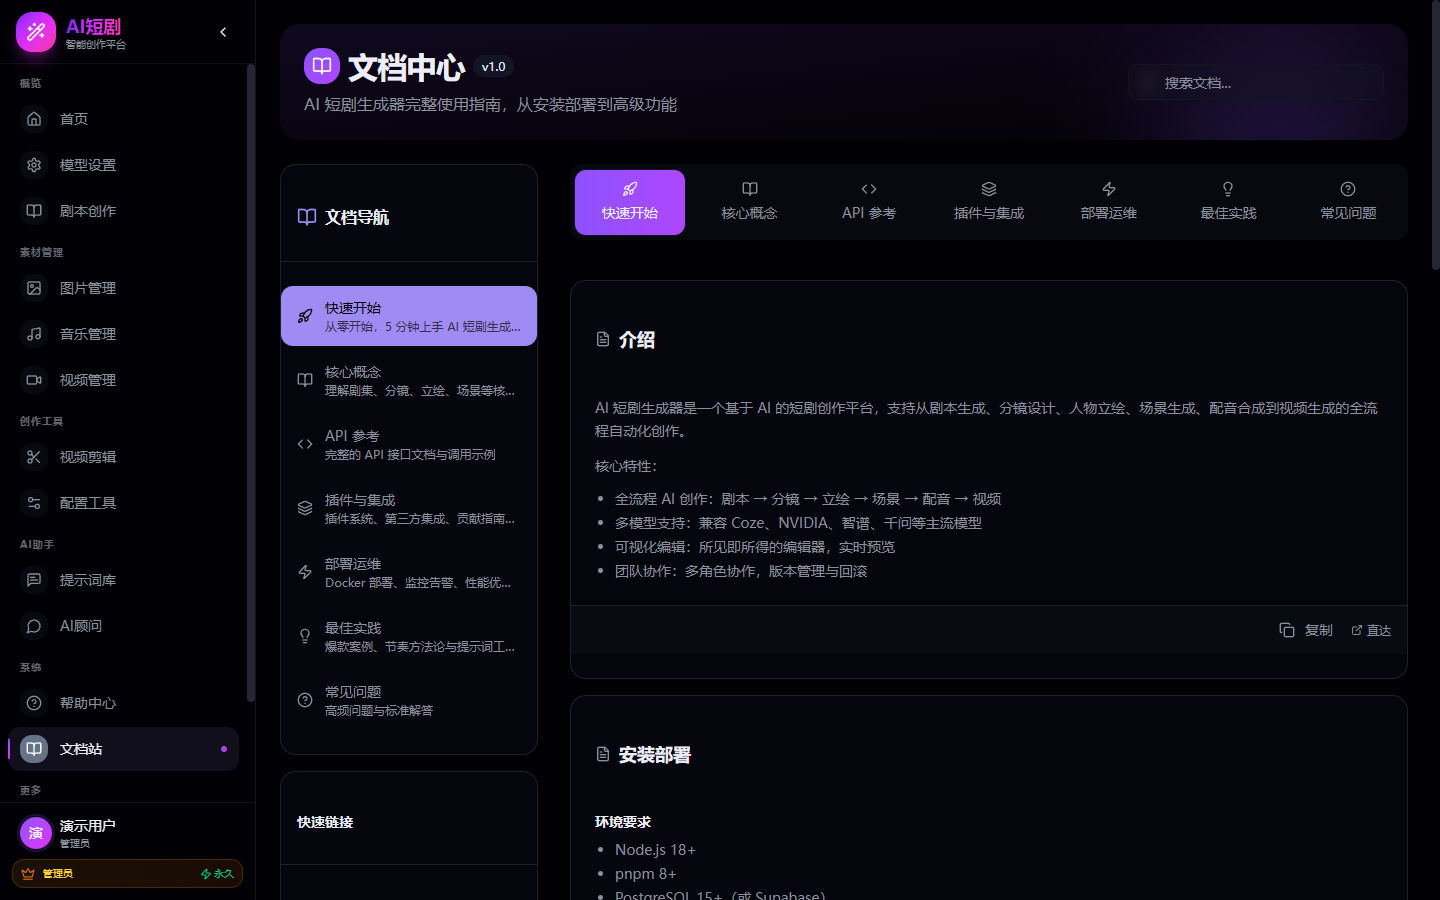 AI短剧
智能创作平台
概览
首页
模型设置
剧本创作
素材管理
图片管理
音乐管理
视频管理
创作工具
视频剪辑
配置工具
AI助手
提示词库
AI顾问
系统
帮助中心
文档站
更多
演
演示用户
管理员
管理员
永久
文档中心
v1.0
AI 短剧生成器完整使用指南，从安装部署到高级功能
搜索文档...
文档导航
快速开始
从零开始，5 分钟上手 AI 短剧生成...
核心概念
理解剧集、分镜、立绘、场景等核...
API 参考
完整的 API 接口文档与调用示例
插件与集成
插件系统、第三方集成、贡献指南...
部署运维
Docker 部署、监控告警、性能优...
最佳实践
爆款案例、节奏方法论与提示词工...
常见问题
高频问题与标准解答
快速链接
快速开始
核心概念
API 参考
插件与集成
部署运维
最佳实践
常见问题
介绍
AI 短剧生成器是一个基于 AI 的短剧创作平台，支持从剧本生成、分镜设计、人物立绘、场景生成、配音合成到视频生成的全流
程自动化创作。
核心特性：
全流程 AI 创作：剧本 → 分镜 → 立绘 → 场景 → 配音 → 视频
多模型支持：兼容 Coze、NVIDIA、智谱、千问等主流模型
可视化编辑：所见即所得的编辑器，实时预览
团队协作：多角色协作，版本管理与回滚
复制
直达
安装部署
环境要求
Node.js 18+
pnpm 8+
PostgreSQL 15+（或 Supabase）